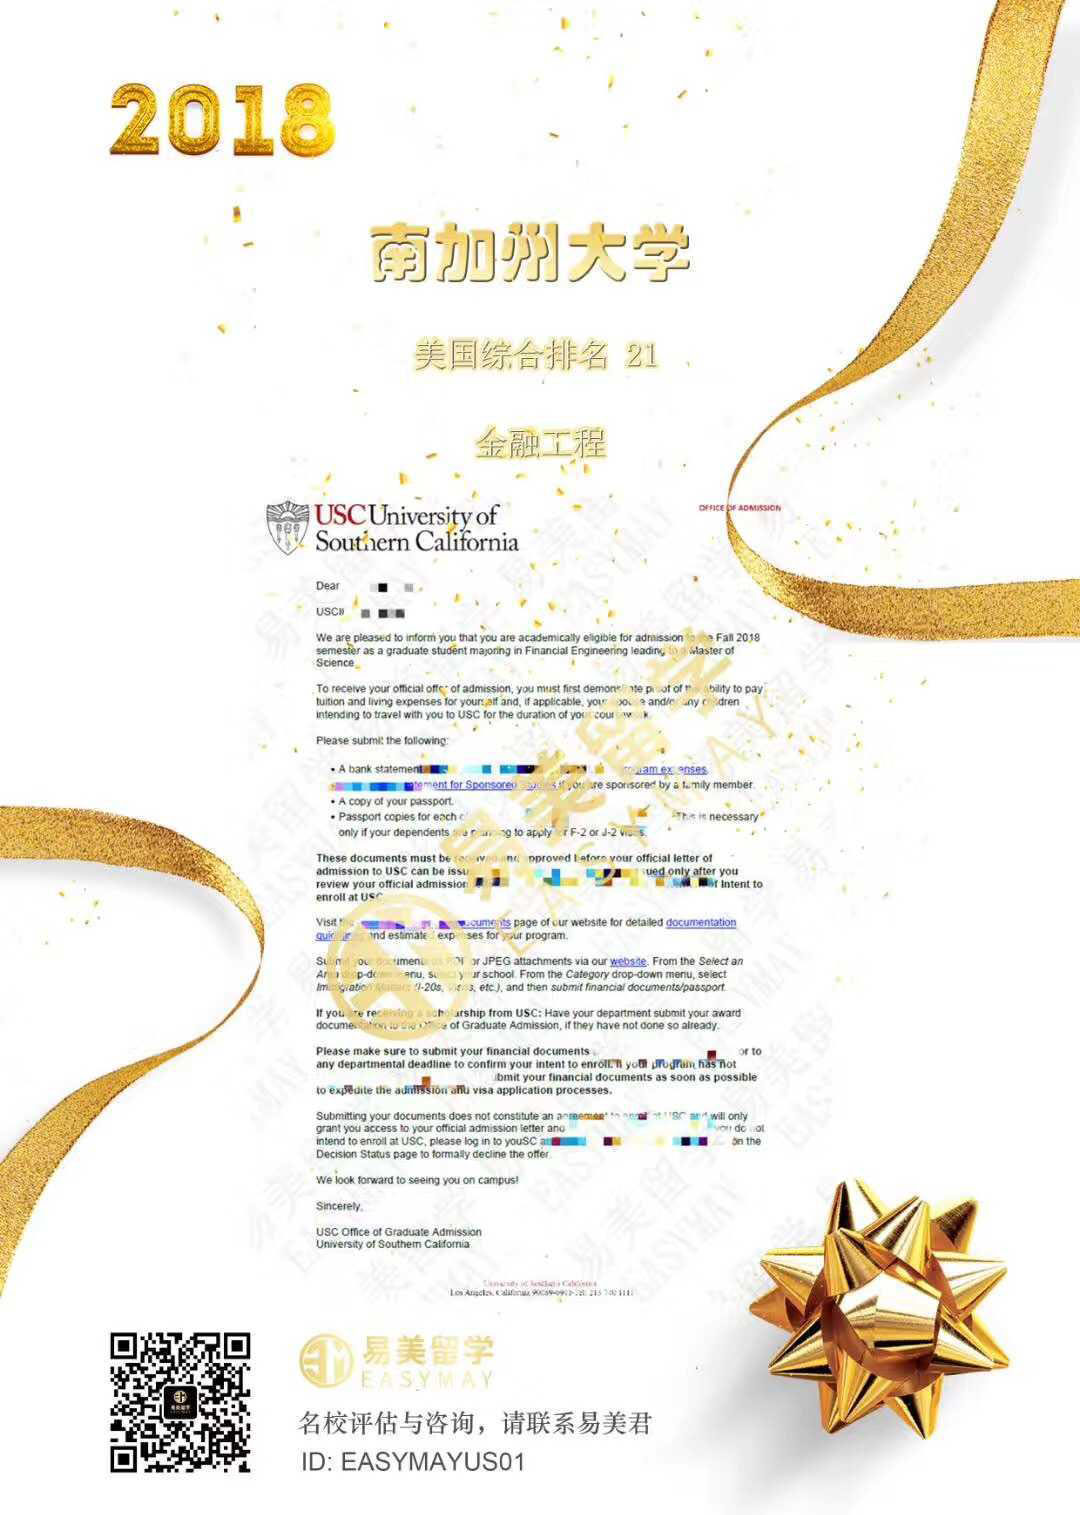 2018
南加州大学
美国综合排名 21
金融工程
USC University of
Southern California
OFFICE OF ADMISSION
Dear
USCID
We are pleased to inform you that you are academically eligible for admission to the Fall 2018
semester as a graduate student majoring in Financial Engineering leading to a Master of
Science.
To receive your official offer of admission, you must first demonstrate proof of the ability to pay
tuition and living expenses for yourself and, if applicable, your spouse and/or any children
intending to travel with you to USC for the duration of your coursework.
Please submit the following:
• A bank statement program expenses.
for Sponsored Studies if you are sponsored by a family member.
• A copy of your passport.
• Passport copies for each This is necessary
only if your dependents are planning to apply for F-2 or J-2 visas.
These documents must be received and approved before your official letter of
admission to USC can be issued only after you
review your official admission Intent to
enroll at USC.
Visit the documents page of our website for detailed documentation
guidelines and estimated expenses for your program.
Submit your documents as PDF or JPEG attachments via our website. From the Select an
Area drop-down menu, select your school. From the Category drop-down menu, select
Immigration Matters (I-20s, Visas, etc.), and then submit financial documents/passport.
If you are receiving a scholarship from USC: Have your department submit your award
documentation to the Office of Graduate Admission, if they have not done so already.
Please make sure to submit your financial documents or to
any departmental deadline to confirm your intent to enroll. If your program has not
submit your financial documents as soon as possible
to expedite the admission and visa application processes.
Submitting your documents does not constitute an agreement to enroll at USC and will only
grant you access to your official admission letter and you do not
intend to enroll at USC, please log in to youSC on the
Decision Status page to formally decline the offer.
We look forward to seeing you on campus!
Sincerely,
USC Office of Graduate Admission
University of Southern California
University of Southern California
Los Angeles, California 90089-0911 • Tel: 213 740 1111
易美留学
EASYMAY
易美留学
EASYMAY
名校评估与咨询，请联系易美君
ID: EASYMAYUS01